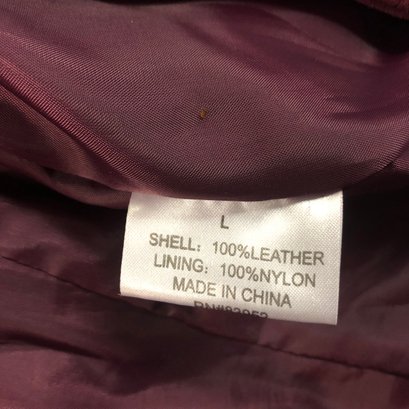 L
SHELL: 100%LEATHER
LINING: 100%NYLON
MADE IN CHINA